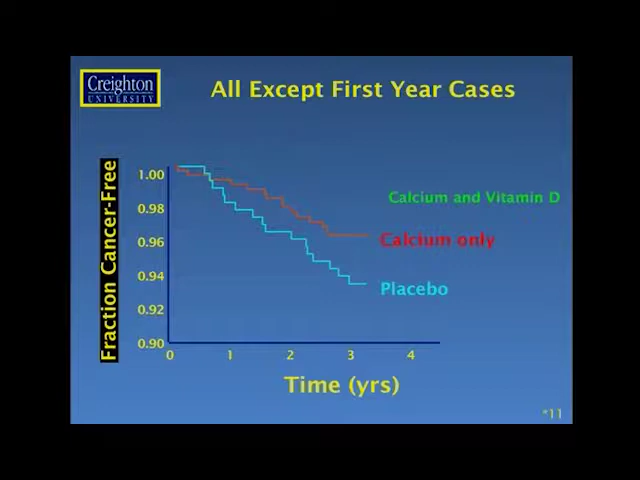 Creighton
UNIVERSITY
All Except First Year Cases
Fraction Cancer-Free
1.00
0.98
0.96
0.94
0.92
0.90
Calcium and Vitamin D
Calcium only
Placebo
0 1 2 3 4
Time (yrs)
*11